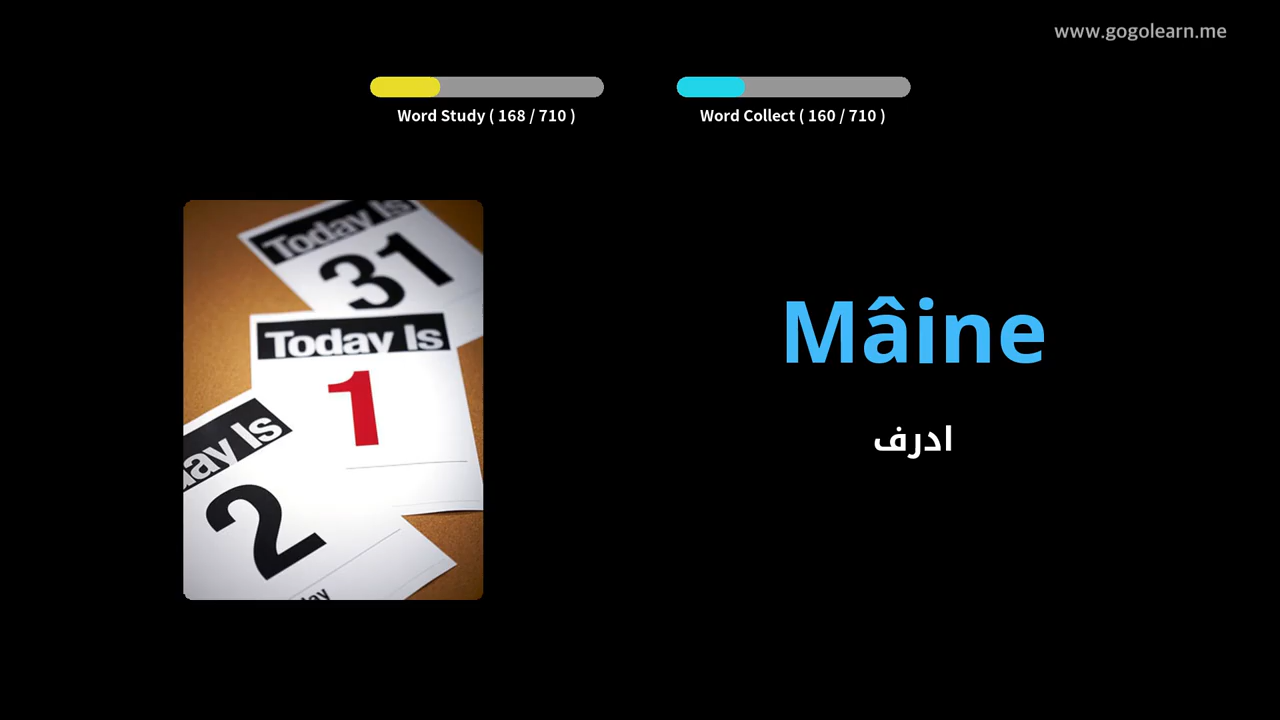 www.gogolearn.me
Word Study ( 168 / 710 )
Word Collect ( 160 / 710 )
Today Is
31
Today Is
1
ay Is
2
ay
Mâine
ادرف